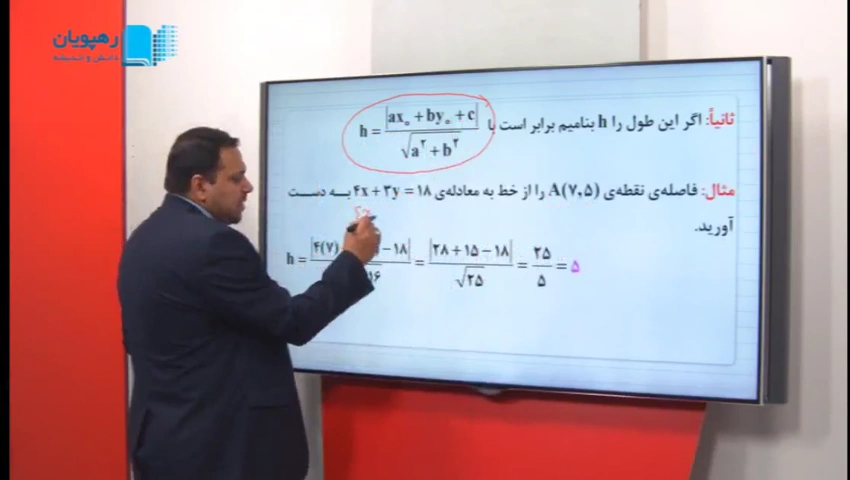 رهپویان
دانش و اندیشه
ثانیاً: اگر این طول را h بنامیم برابر است با h = |ax₀ + by₀ + c| / √(a² + b²)
مثال: فاصله‌ی نقطه‌ی A(۷,۵) را از خط به معادله‌ی ۴x + ۳y = ۱۸ به دست
آورید.
h = |۴(۷) − ۱۸| / ۱۶ = |۲۸ + ۱۵ − ۱۸| / √۲۵ = ۲۵ / ۵ = ۵